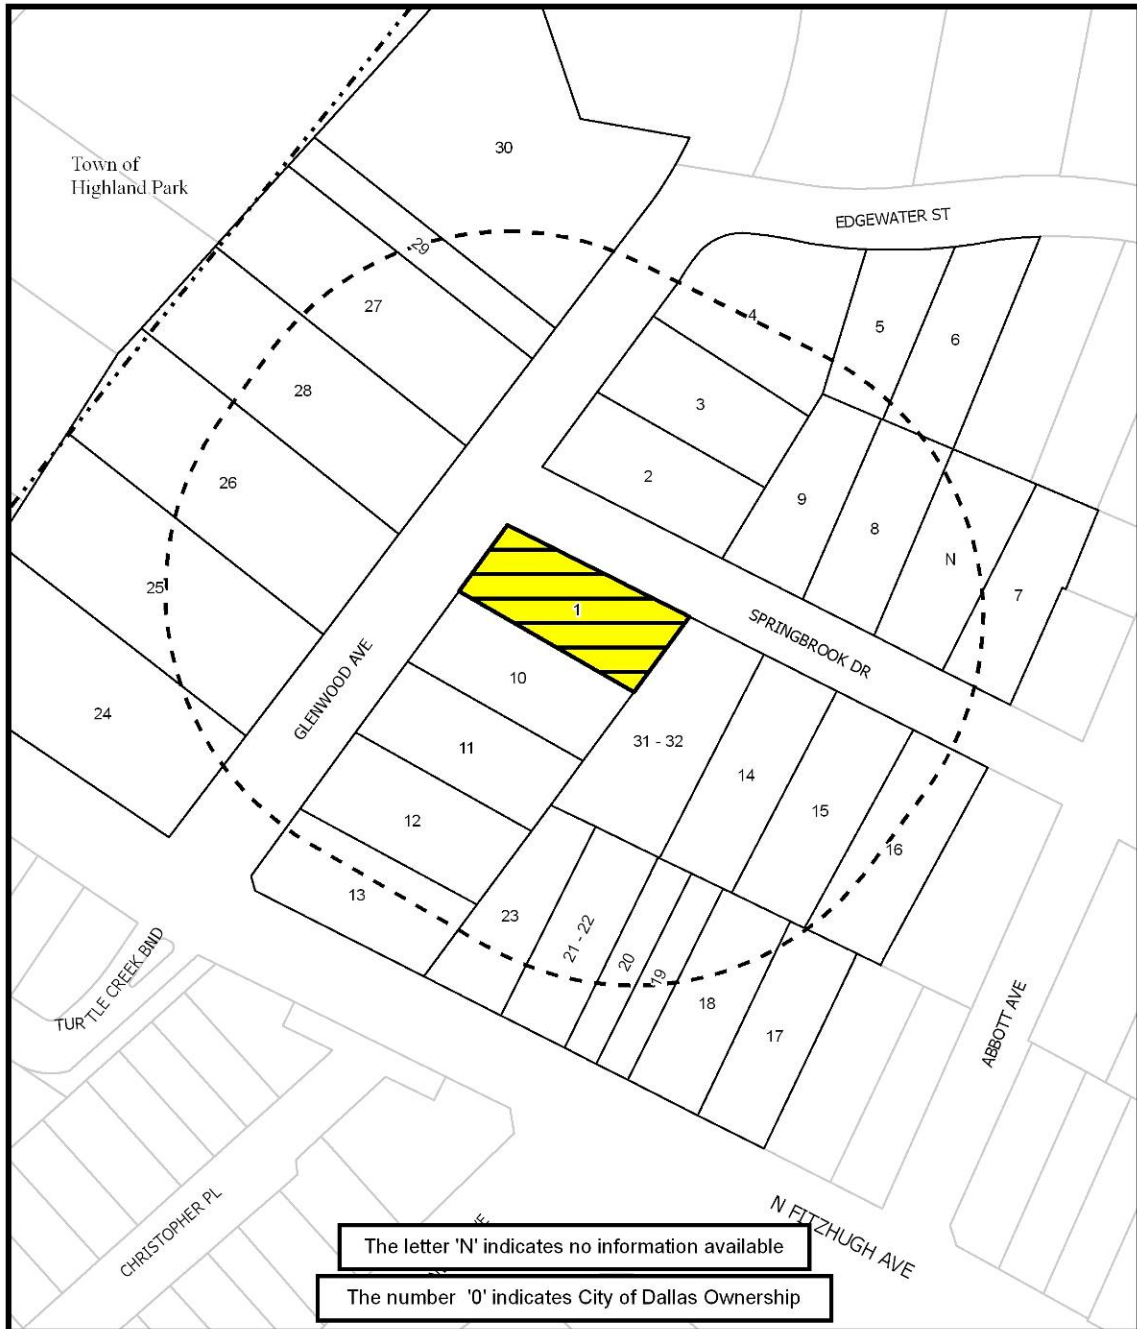 30
Town of
Highland Park
EDGEWATER ST
29
27
4
5
6
28
3
2
26
9
8
N
25
1
7
SPRINGBROOK DR
GLENWOOD AVE
10
24
31 - 32
11
14
15
12
16
13
23
21 - 22
20
19
18
17
TURTLE CREEK BND
ABBOTT AVE
CHRISTOPHER PL
N FITZHUGH AVE
The letter 'N' indicates no information available
The number '0' indicates City of Dallas Ownership